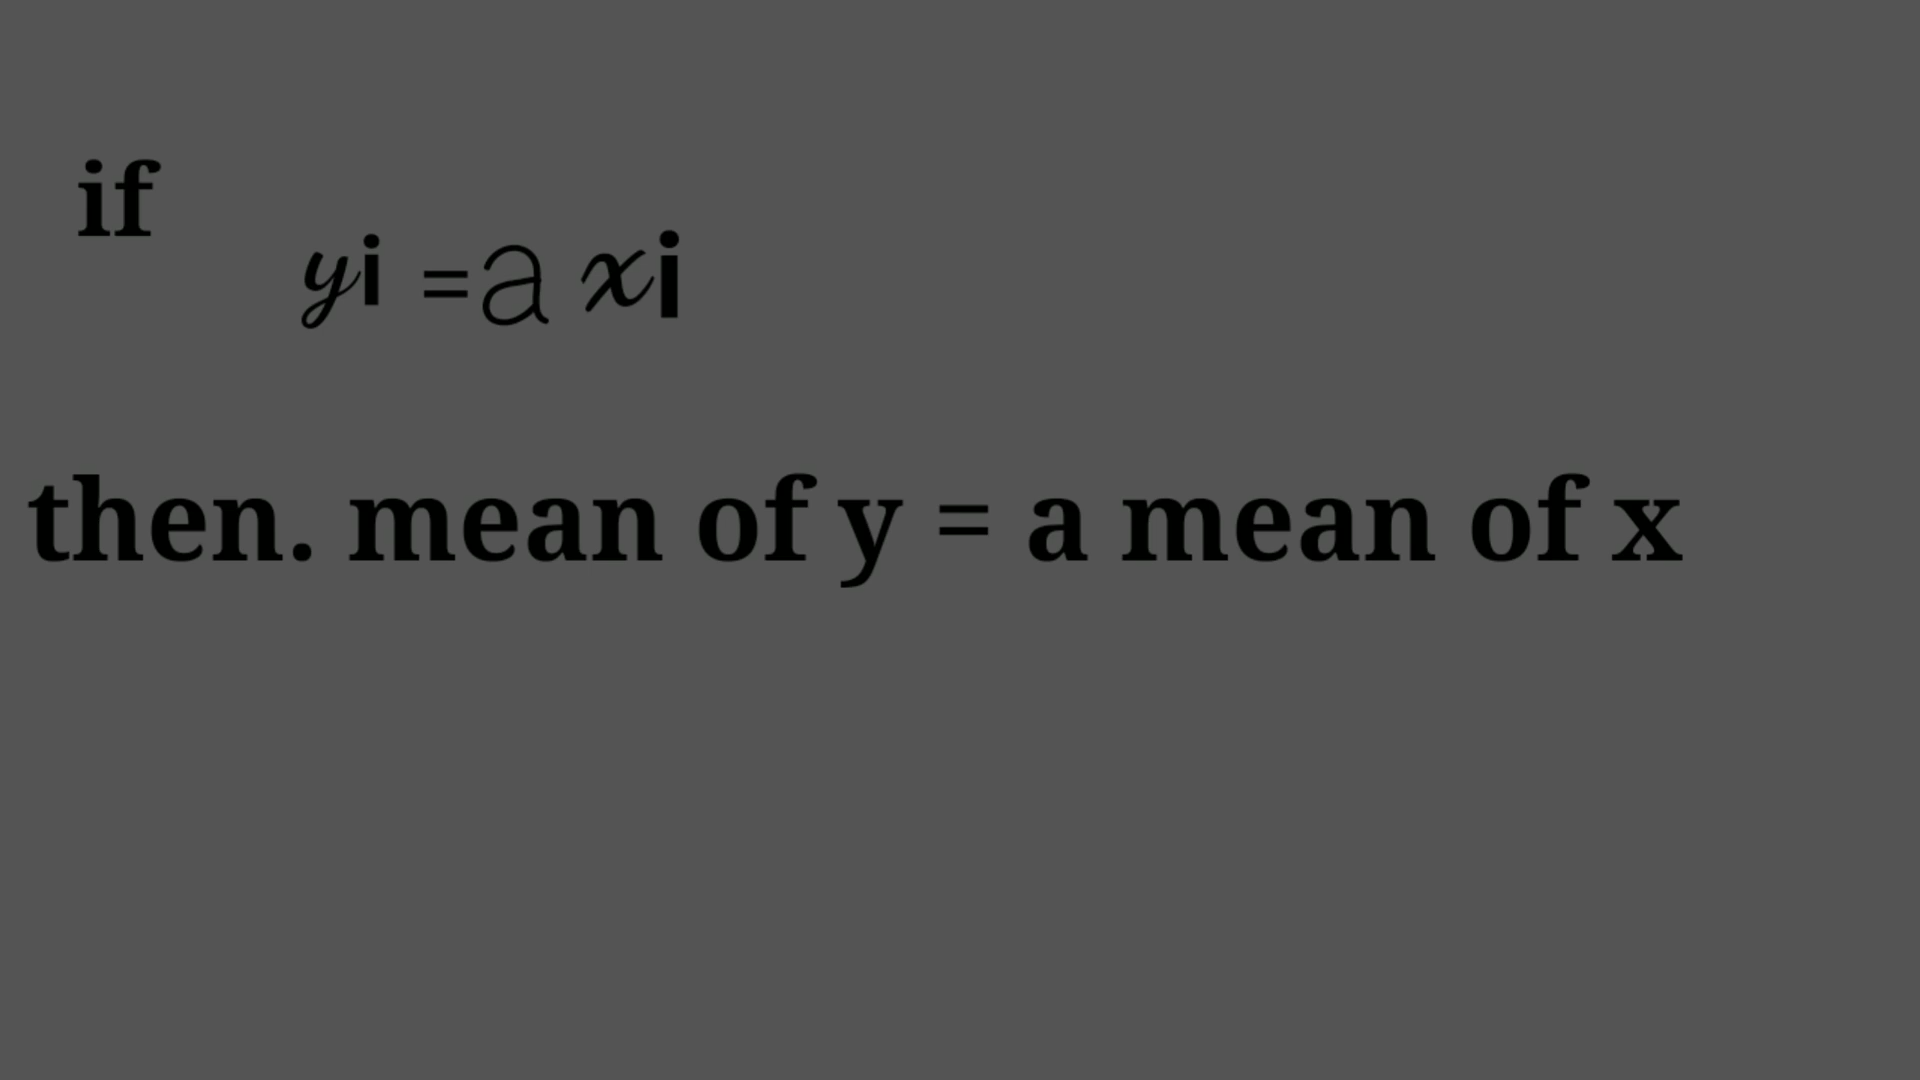 if
yi =a xi
then. mean of y = a mean of x